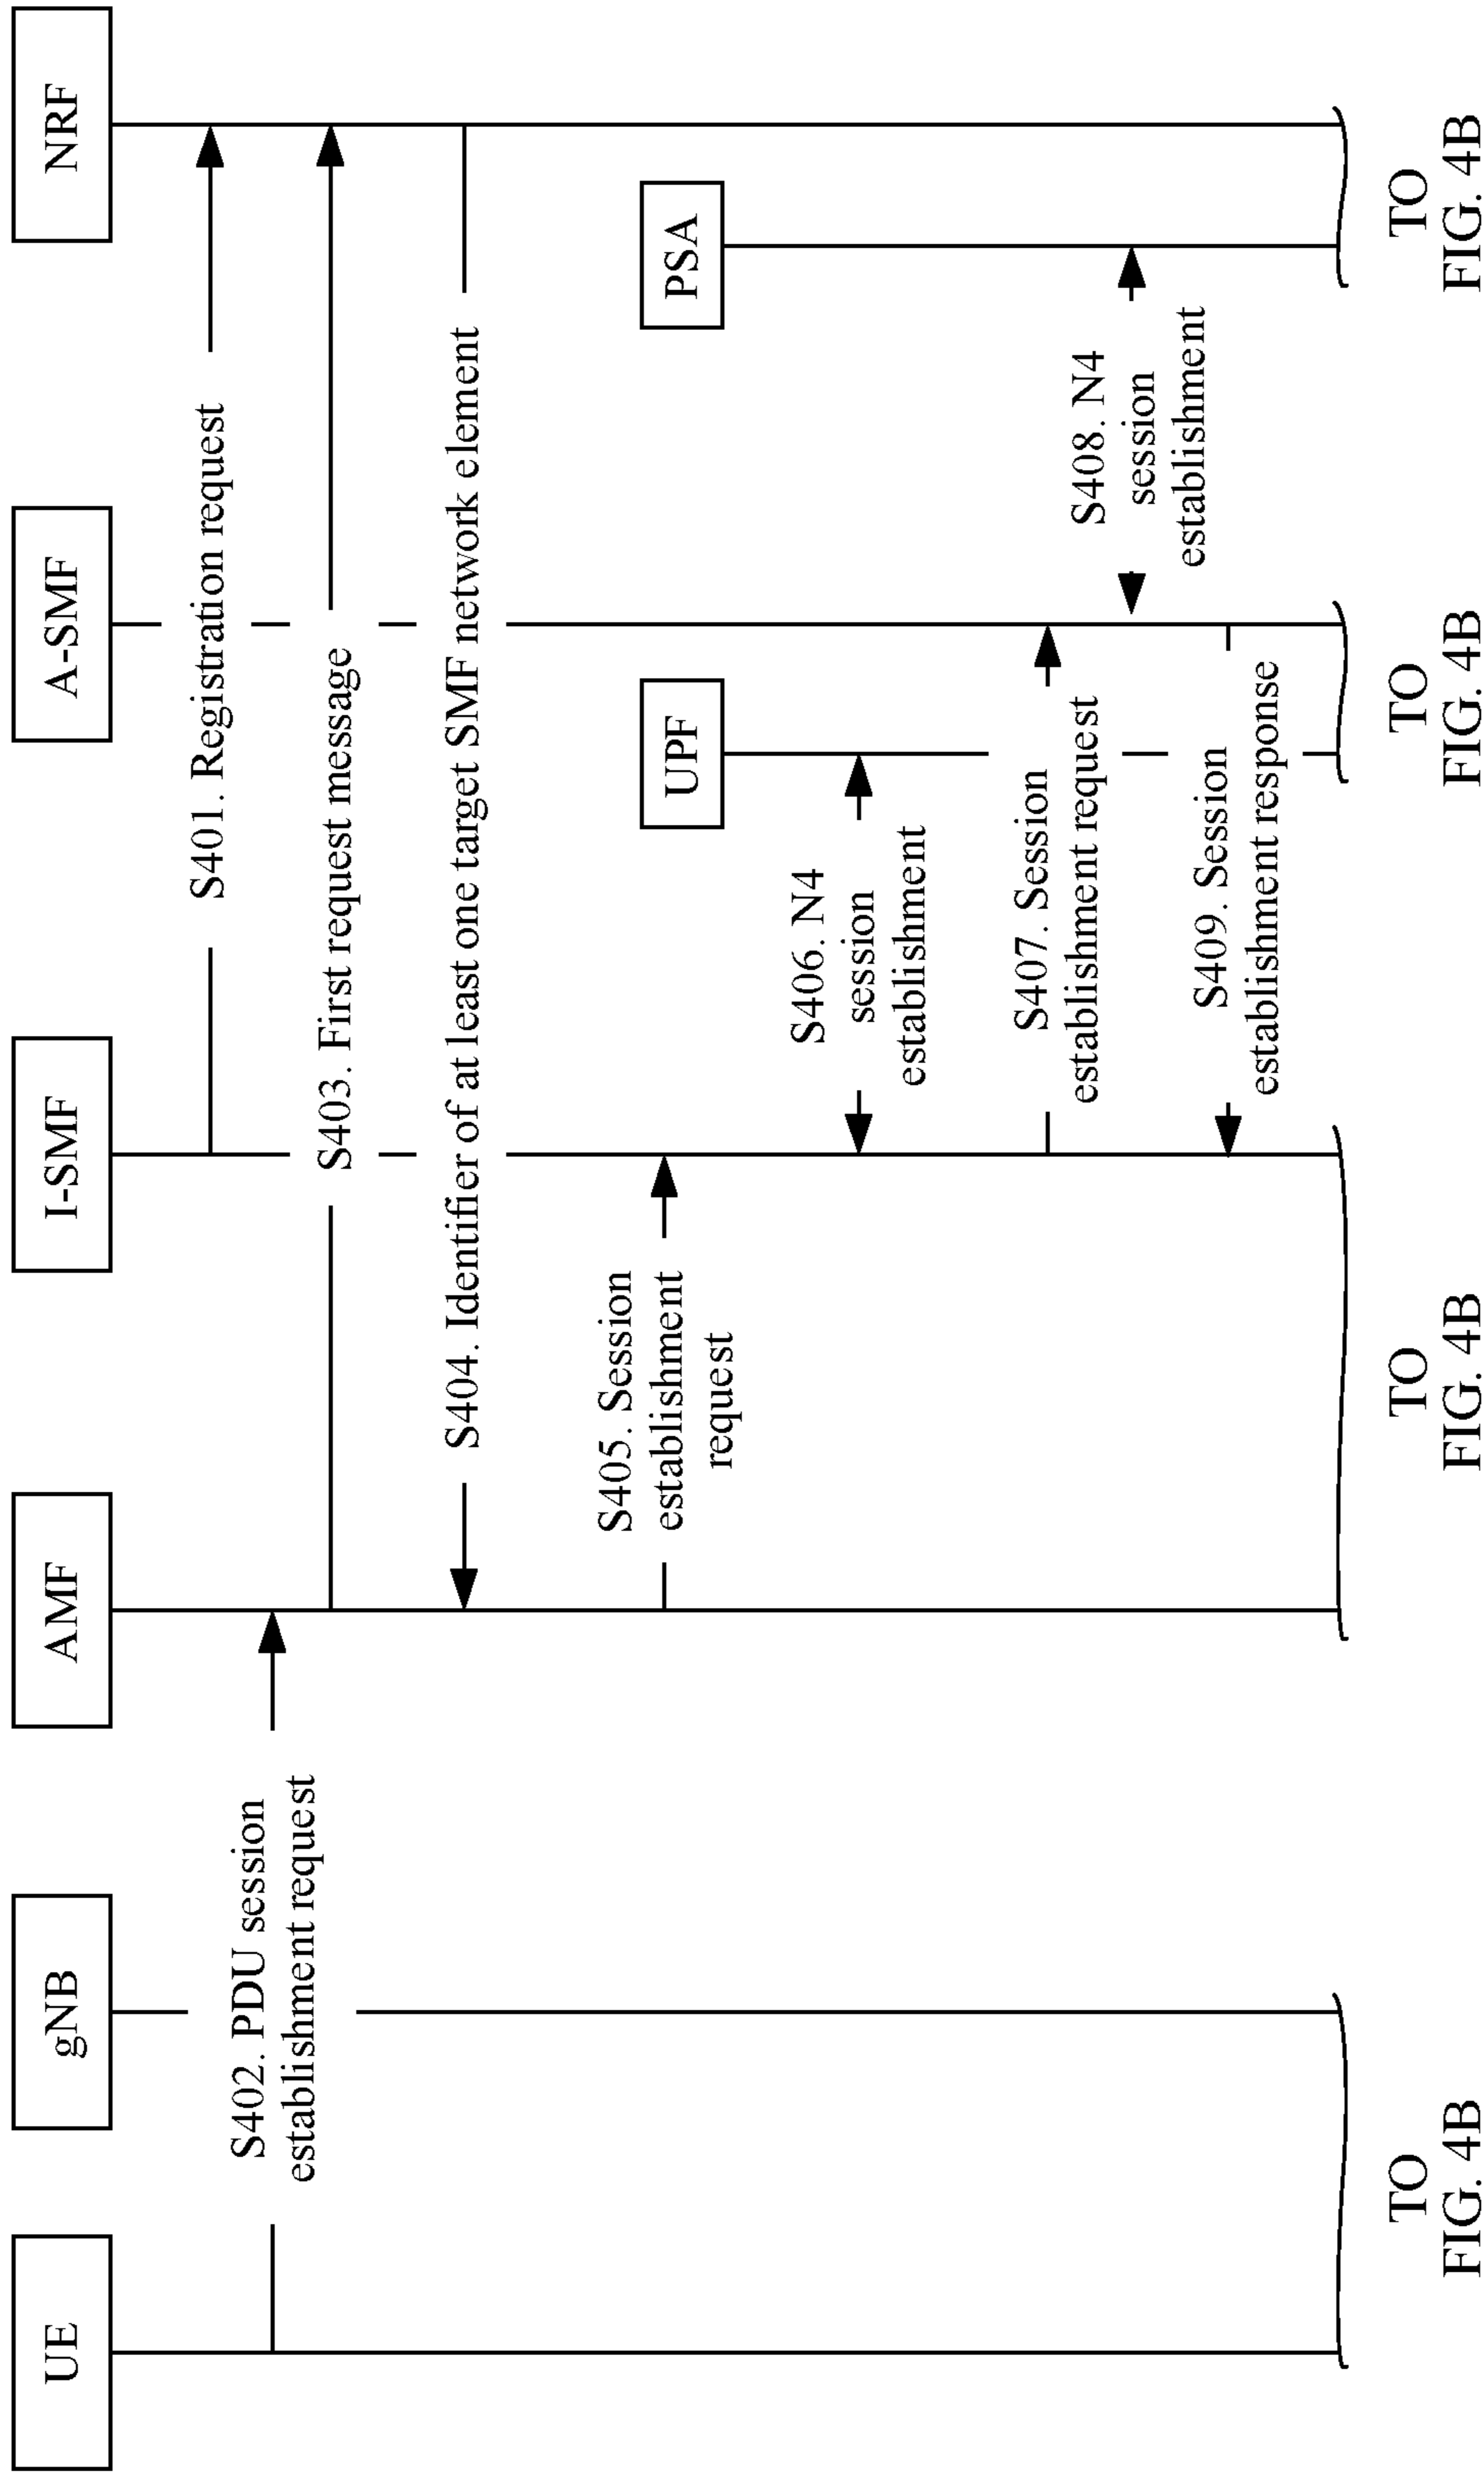 UE
gNB
AMF
I-SMF
A-SMF
NRF
S401. Registration request
S402. PDU session
establishment request
S403. First request message
S404. Identifier of at least one target SMF network element
S405. Session
establishment
request
UPF
PSA
S406. N4
session
establishment
S407. Session
establishment request
S408. N4
session
establishment
S409. Session
establishment response
TO
FIG. 4B
TO
FIG. 4B
TO
FIG. 4B
TO
FIG. 4B